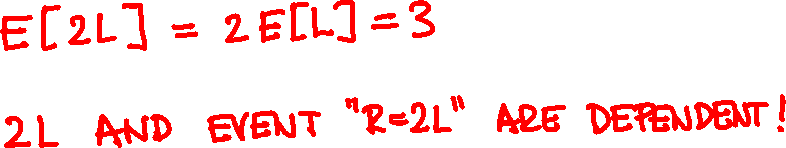 E[2L] = 2E[L] = 3
2L AND EVENT "R=2L" ARE DEPENDENT!